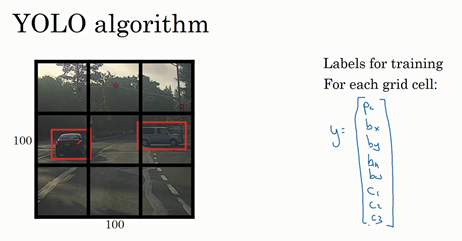 YOLO algorithm
Labels for training
For each grid cell:
100
y=
Pc
bx
by
bh
bw
C1
C2
C3
100